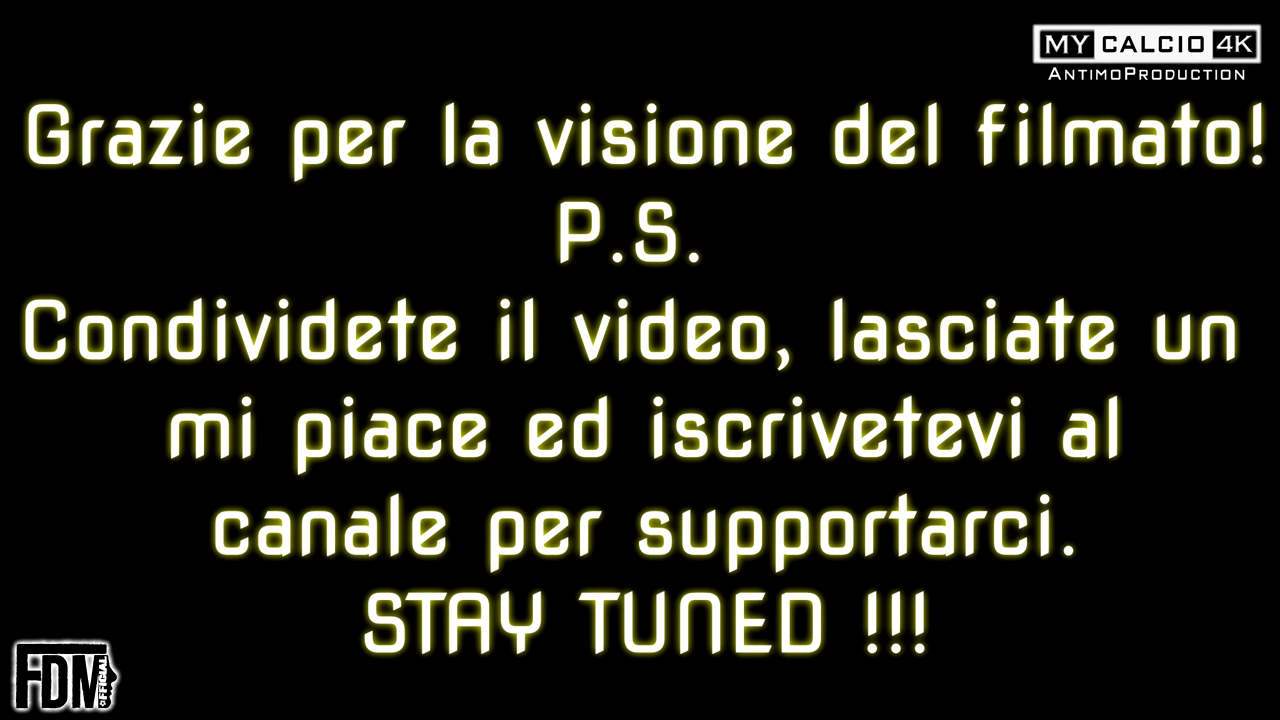 MY CALCIO 4K
AntimoProduction
Grazie per la visione del filmato!
P.S.
Condividete il video, lasciate un
mi piace ed iscrivetevi al
canale per supportarci.
STAY TUNED !!!
FDM
OFFICIAL